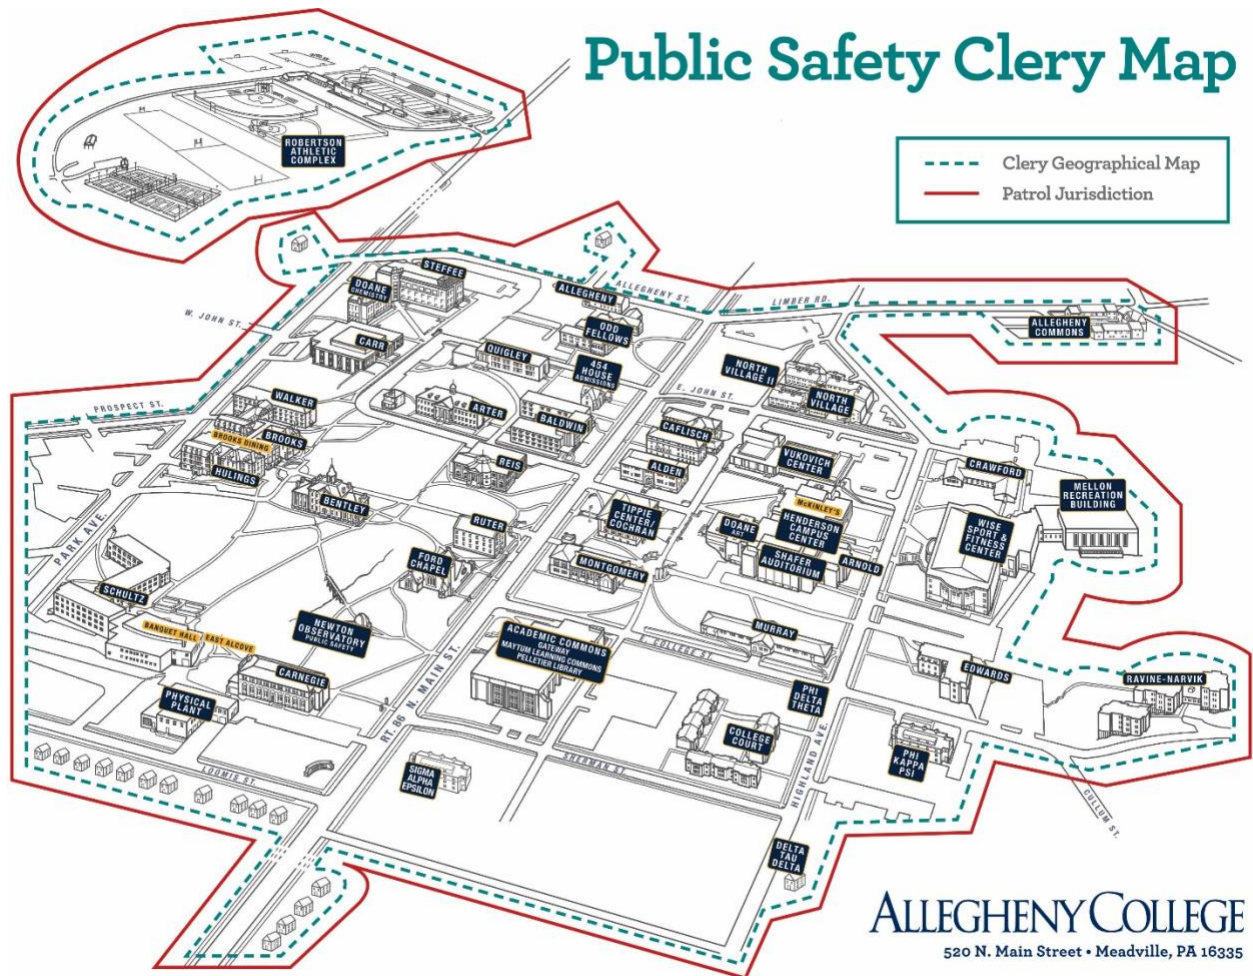 Public Safety Clery Map
Clery Geographical Map
Patrol Jurisdiction
ROBERTSON
ATHLETIC
COMPLEX
STEFFEE
DOANE
CHEMISTRY
ALLEGHENY
ALLEGHENY ST.
LIMBER RD.
ALLEGHENY
COMMONS
W. JOHN ST.
ODD
FELLOWS
CARR
QUIGLEY
454
HOUSE
ADMISSIONS
NORTH
VILLAGE II
E. JOHN ST.
NORTH
VILLAGE
PROSPECT ST.
WALKER
ARTER
BALDWIN
CAFLISCH
BROOKS DINING
BROOKS
HULINGS
REIS
ALDEN
VUKOVICH
CENTER
CRAWFORD
MELLON
RECREATION
BUILDING
BENTLEY
McKINLEY'S
TIPPIE
CENTER/
COCHRAN
DOANE
ART
HENDERSON
CAMPUS
CENTER
WISE
SPORT &
FITNESS
CENTER
PARK AVE.
RUTER
FORD
CHAPEL
MONTGOMERY
SHAFER
AUDITORIUM
ARNOLD
SCHULTZ
BANQUET HALL
EAST ALCOVE
NEWTON
OBSERVATORY
PUBLIC SAFETY
ACADEMIC COMMONS
GATEWAY
MAYTUM LEARNING COMMONS
PELLETIER LIBRARY
MURRAY
COLLEGE ST.
CARNEGIE
EDWARDS
RAVINE-NARVIK
PHYSICAL
PLANT
RT. 86 N. MAIN ST.
PHI
DELTA
THETA
COLLEGE
COURT
PHI
KAPPA
PSI
LOOMIS ST.
SIGMA
ALPHA
EPSILON
SHERMAN ST.
HIGHLAND AVE.
CULLUM ST.
DELTA
TAU
DELTA
ALLEGHENY COLLEGE
520 N. Main Street • Meadville, PA 16335